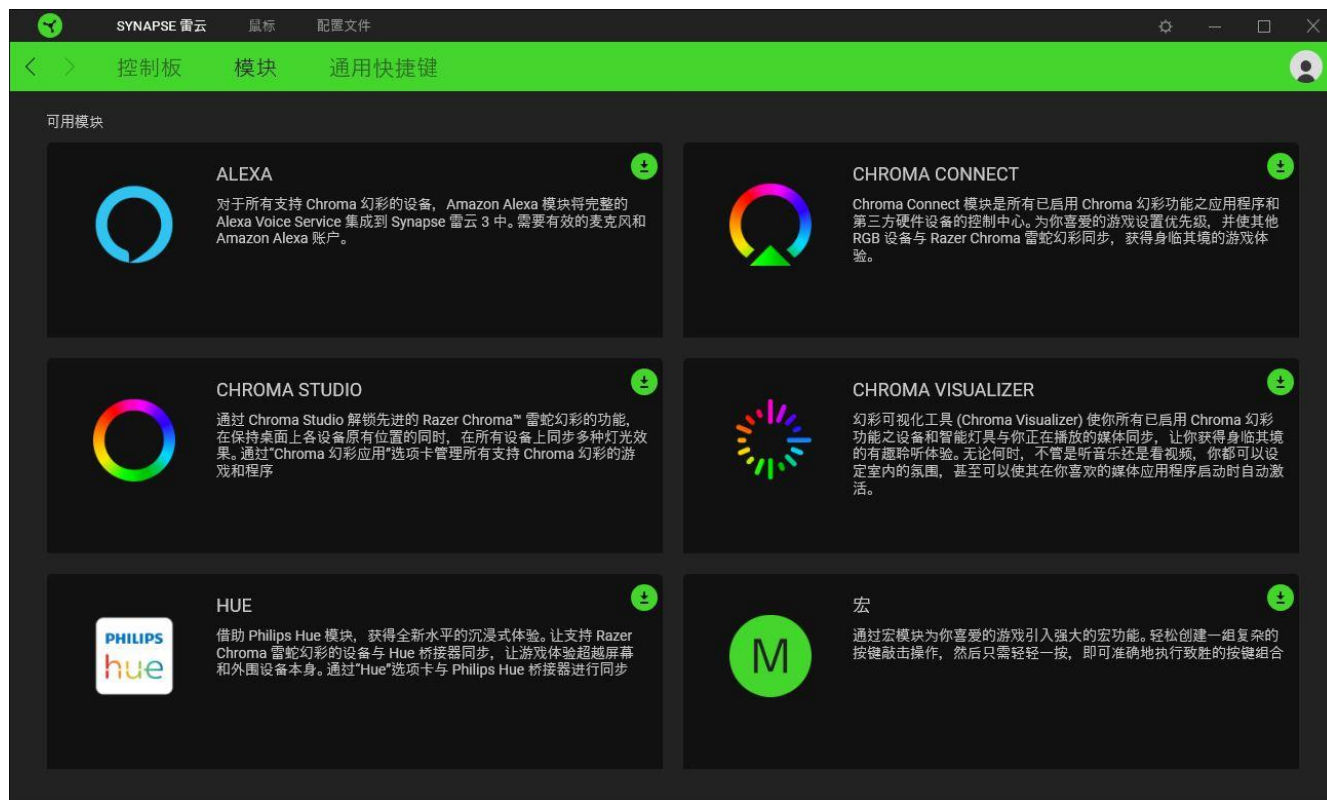 SYNAPSE 雷云 鼠标 配置文件
控制板 模块 通用快捷键
可用模块
ALEXA
对于所有支持 Chroma 幻彩的设备，Amazon Alexa 模块将完整的
Alexa Voice Service 集成到 Synapse 雷云 3 中。需要有效的麦克风和
Amazon Alexa 账户。
CHROMA CONNECT
Chroma Connect 模块是所有已启用 Chroma 幻彩功能之应用程序和
第三方硬件设备的控制中心。为你喜爱的游戏设置优先级，并使其他
RGB 设备与 Razer Chroma 雷蛇幻彩同步，获得身临其境的游戏体
验。
CHROMA STUDIO
通过 Chroma Studio 解锁先进的 Razer Chroma™ 雷蛇幻彩的功能，
在保持桌面上各设备原有位置的同时，在所有设备上同步多种灯光效
果。通过“Chroma 幻彩应用”选项卡管理所有支持 Chroma 幻彩的游
戏和程序
CHROMA VISUALIZER
幻彩可视化工具 (Chroma Visualizer) 使你所有已启用 Chroma 幻彩
功能之设备和智能灯具与你正在播放的媒体同步，让你获得身临其境
的有趣聆听体验。无论何时，不管是听音乐还是看视频，你都可以设
定室内的氛围，甚至可以使其在你喜欢的媒体应用程序启动时自动激
活。
PHILIPS
hue
HUE
借助 Philips Hue 模块，获得全新水平的沉浸式体验。让支持 Razer
Chroma 雷蛇幻彩的设备与 Hue 桥接器同步，让游戏体验超越屏幕
和外围设备本身。通过“Hue”选项卡与 Philips Hue 桥接器进行同步
M
宏
通过宏模块为你喜爱的游戏引入强大的宏功能。轻松创建一组复杂的
按键敲击操作，然后只需轻轻一按，即可准确地执行致胜的按键组合